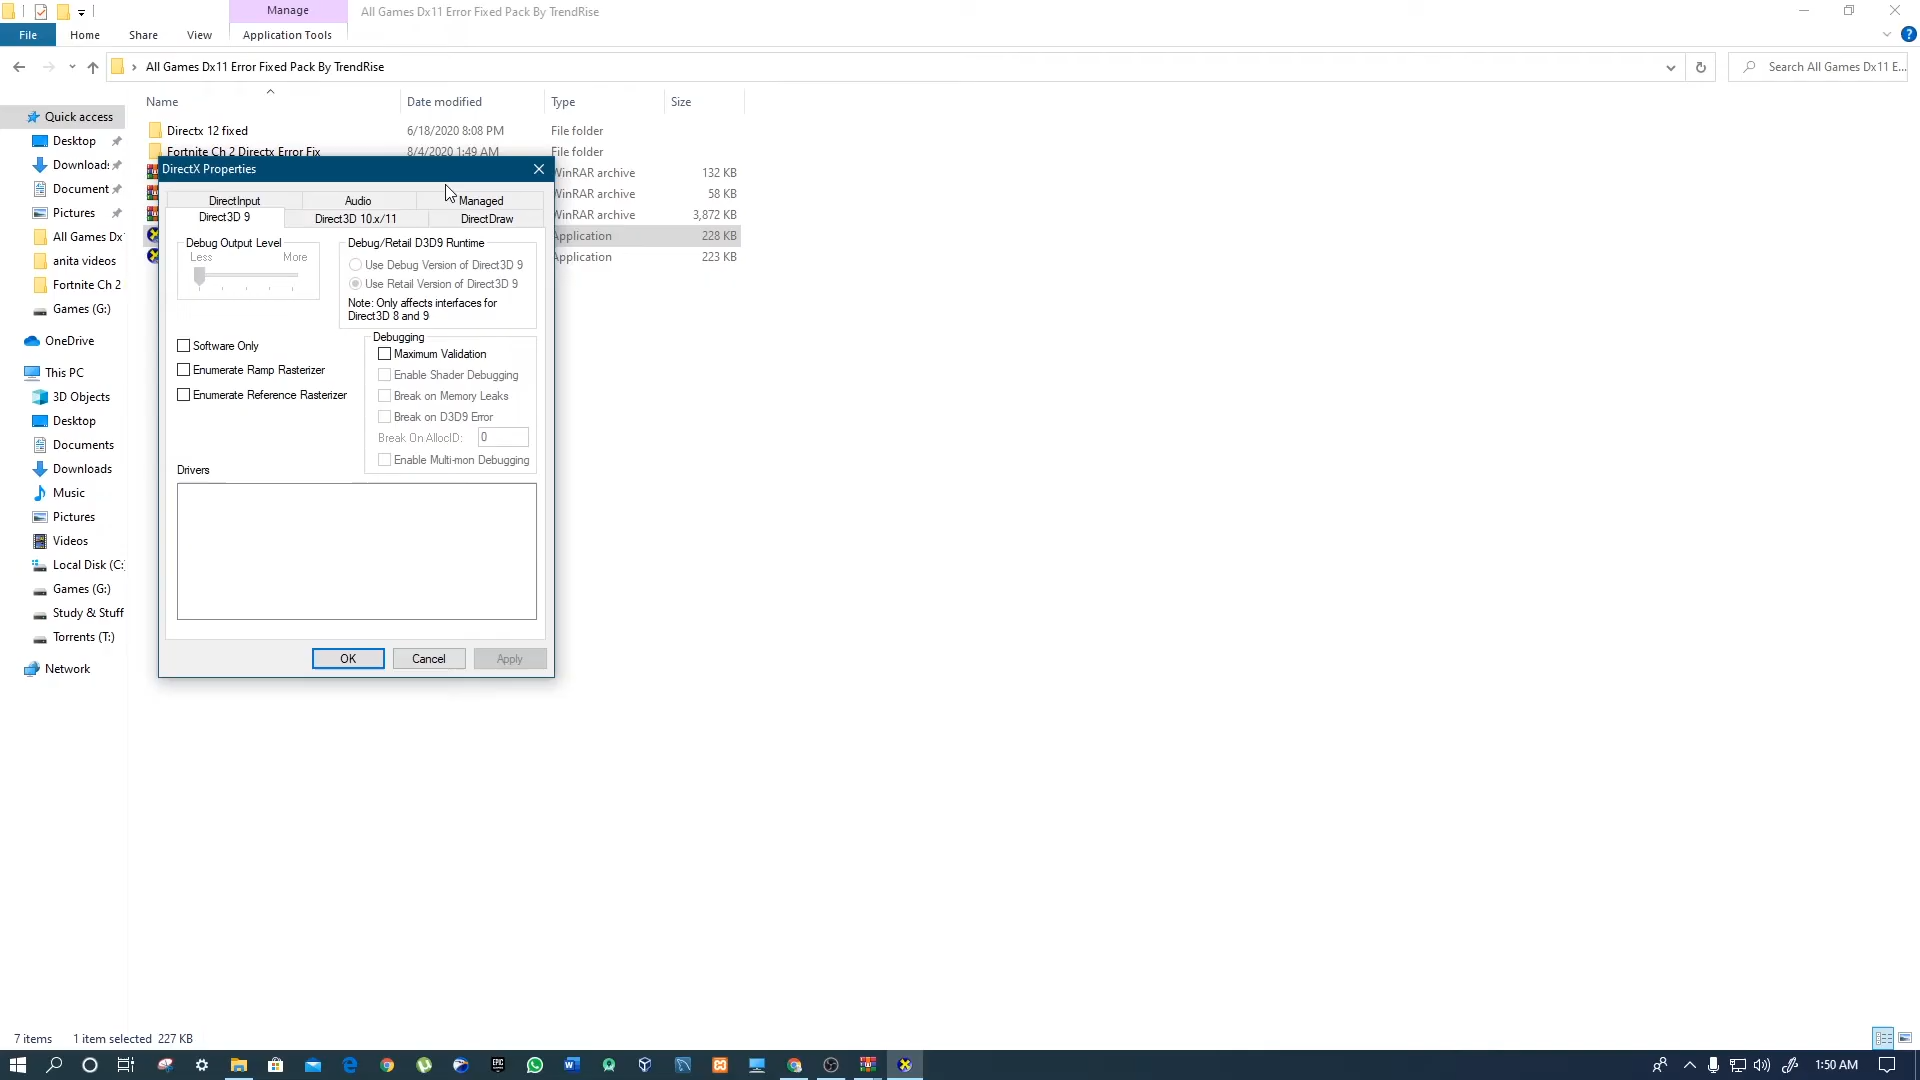 Manage
All Games Dx11 Error Fixed Pack By TrendRise
File
Home
Share
View
Application Tools
All Games Dx11 Error Fixed Pack By TrendRise
Search All Games Dx11 E...
Name
Date modified
Type
Size
Quick access
Desktop
Download:
Document
Pictures
All Games Dx
anita videos
Fortnite Ch 2
Games (G:)
OneDrive
This PC
3D Objects
Desktop
Documents
Downloads
Music
Pictures
Videos
Local Disk (C:
Games (G:)
Study & Stuff
Torrents (T:)
Network
Directx 12 fixed
6/18/2020 8:08 PM
File folder
Fortnite Ch 2 Directx Error Fix
8/4/2020 1:49 AM
File folder
WinRAR archive
132 KB
WinRAR archive
58 KB
WinRAR archive
3,872 KB
Application
228 KB
Application
223 KB
DirectX Properties
DirectInput
Audio
Managed
Direct3D 9
Direct3D 10.x/11
DirectDraw
Debug Output Level
Less
More
Debug/Retail D3D9 Runtime
Use Debug Version of Direct3D 9
Use Retail Version of Direct3D 9
Note: Only affects interfaces for
Direct3D 8 and 9
Software Only
Enumerate Ramp Rasterizer
Enumerate Reference Rasterizer
Debugging
Maximum Validation
Enable Shader Debugging
Break on Memory Leaks
Break on D3D9 Error
Break On AllocID:
0
Enable Multi-mon Debugging
Drivers
OK
Cancel
Apply
7 items
1 item selected 227 KB
1:50 AM